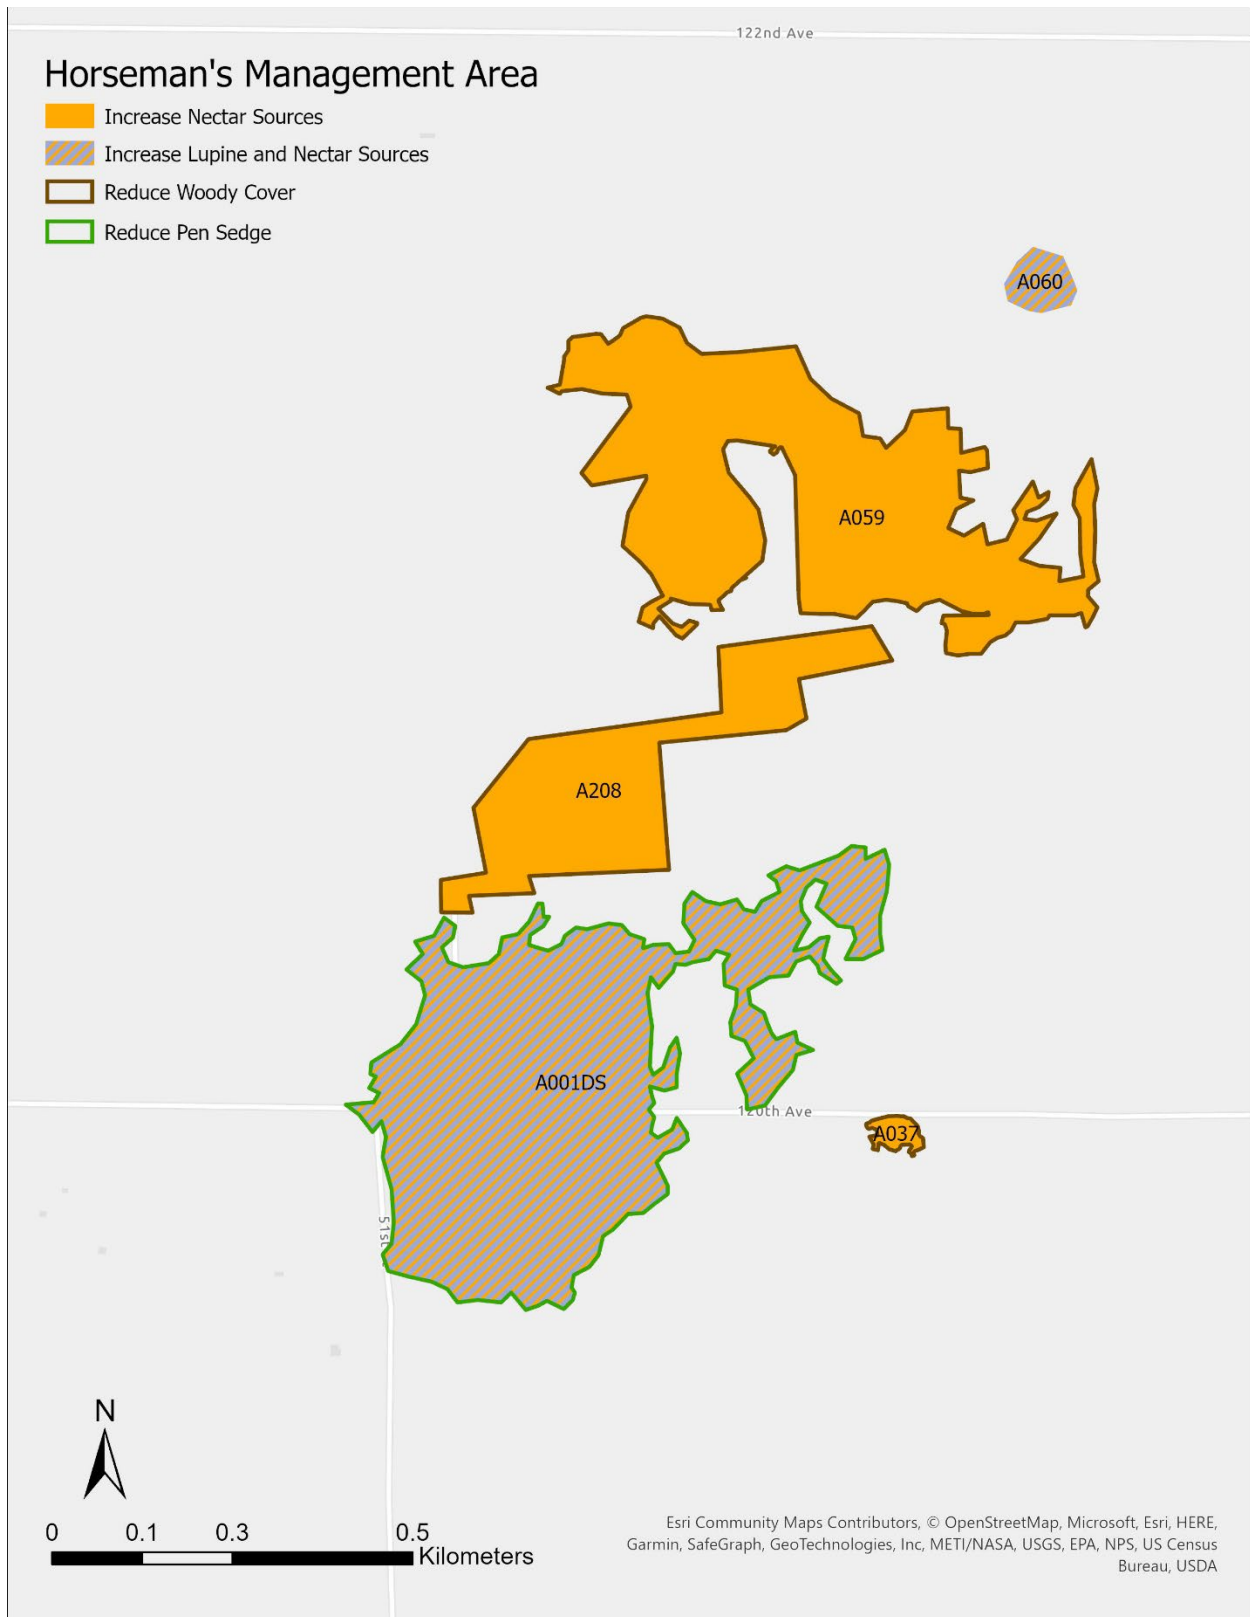 122nd Ave
Horseman's Management Area
Increase Nectar Sources
Increase Lupine and Nectar Sources
Reduce Woody Cover
Reduce Pen Sedge
A060
A059
A208
A001DS
120th Ave
A037
51st
N
0 0.1 0.3 0.5
Kilometers
Esri Community Maps Contributors, © OpenStreetMap, Microsoft, Esri, HERE,
Garmin, SafeGraph, GeoTechnologies, Inc, METI/NASA, USGS, EPA, NPS, US Census
Bureau, USDA